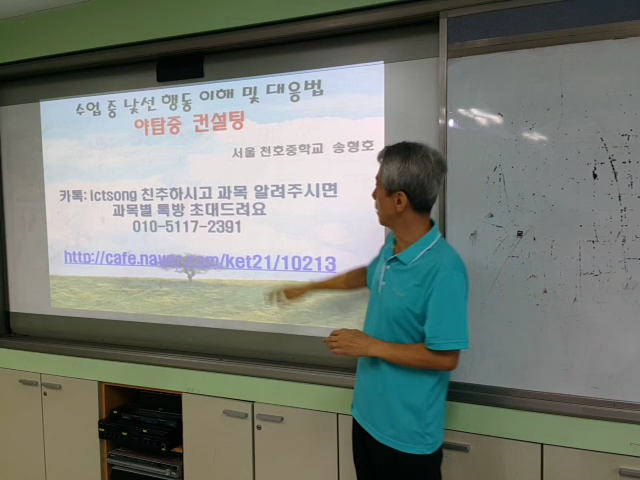 수업 중 낯선 행동 이해 및 대응법
야탑중 컨설팅
서울 천호중학교 송형호
카톡: ictsong 친추하시고 과목 알려주시면
과목별 톡방 초대드려요
010-5117-2391
http://cafe.naver.com/ket21/10213